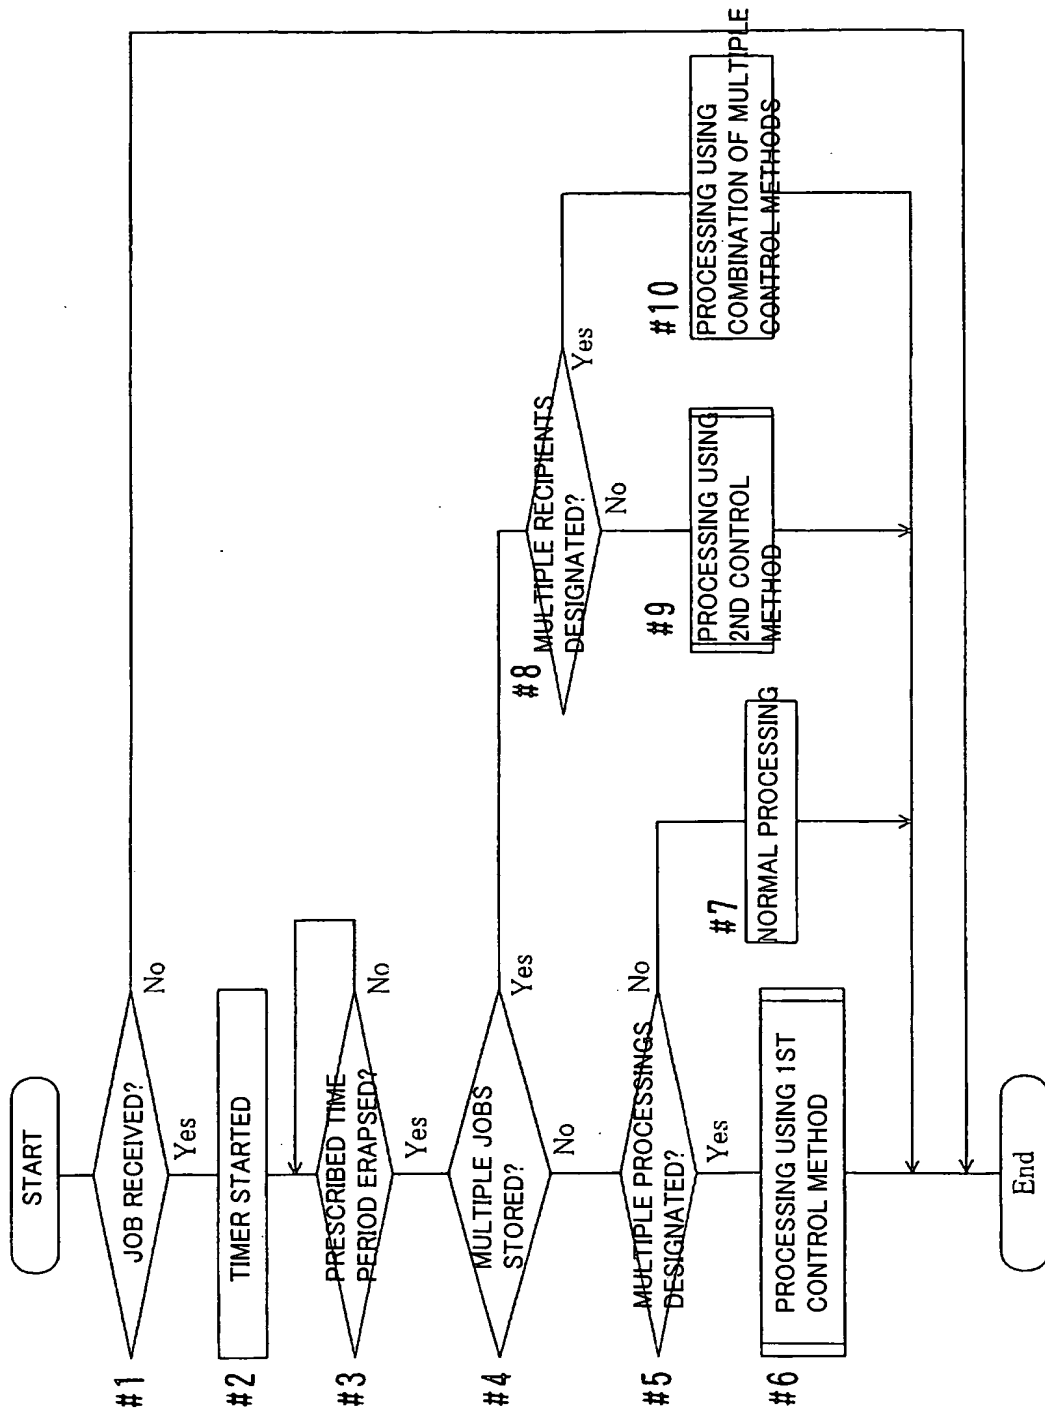 START
#1
JOB RECEIVED?
No
Yes
#2
TIMER STARTED
#3
PRESCRIBED TIME
PERIOD ERAPSED?
No
Yes
#4
MULTIPLE JOBS
STORED?
Yes
No
#5
MULTIPLE PROCESSINGS
DESIGNATED?
No
Yes
#6
PROCESSING USING 1ST
CONTROL METHOD
#7
NORMAL PROCESSING
#8
MULTIPLE RECIPIENTS
DESIGNATED?
Yes
No
#9
PROCESSING USING
2ND CONTROL
METHOD
#10
PROCESSING USING
COMBINATION OF MULTIPLE
CONTROL METHODS
End